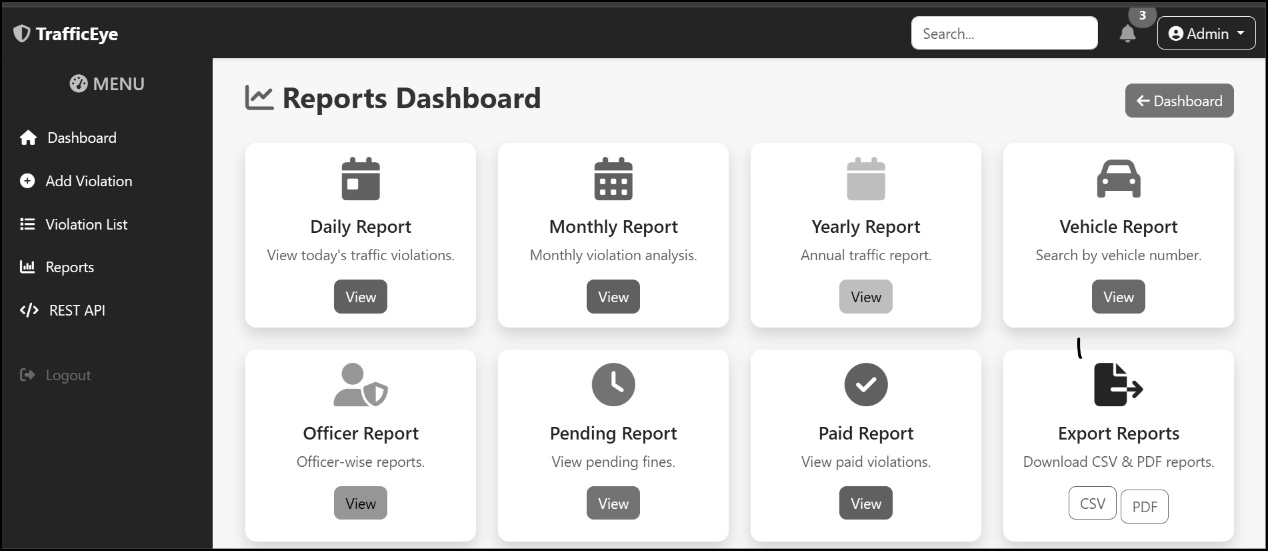 TrafficEye
Search...
3
Admin
MENU
Dashboard
Add Violation
Violation List
Reports
REST API
Logout
Reports Dashboard
Dashboard
Daily Report
View today's traffic violations.
View
Monthly Report
Monthly violation analysis.
View
Yearly Report
Annual traffic report.
View
Vehicle Report
Search by vehicle number.
View
Officer Report
Officer-wise reports.
View
Pending Report
View pending fines.
View
Paid Report
View paid violations.
View
Export Reports
Download CSV & PDF reports.
CSV PDF